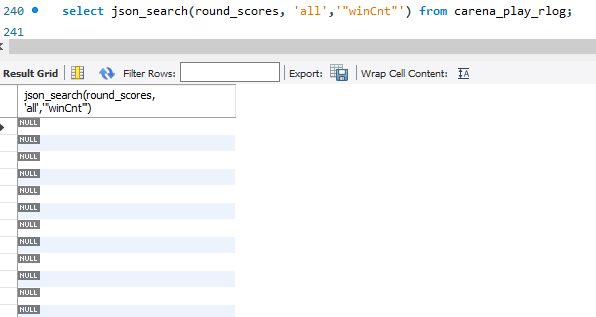 240 select json_search(round_scores, 'all','"winCnt"') from carena_play_rlog;
241
Result Grid Filter Rows: Export: Wrap Cell Content: IA
json_search(round_scores,
'all','"winCnt"')
NULL
NULL
NULL
NULL
NULL
NULL
NULL
NULL
NULL
NULL
NULL
NULL